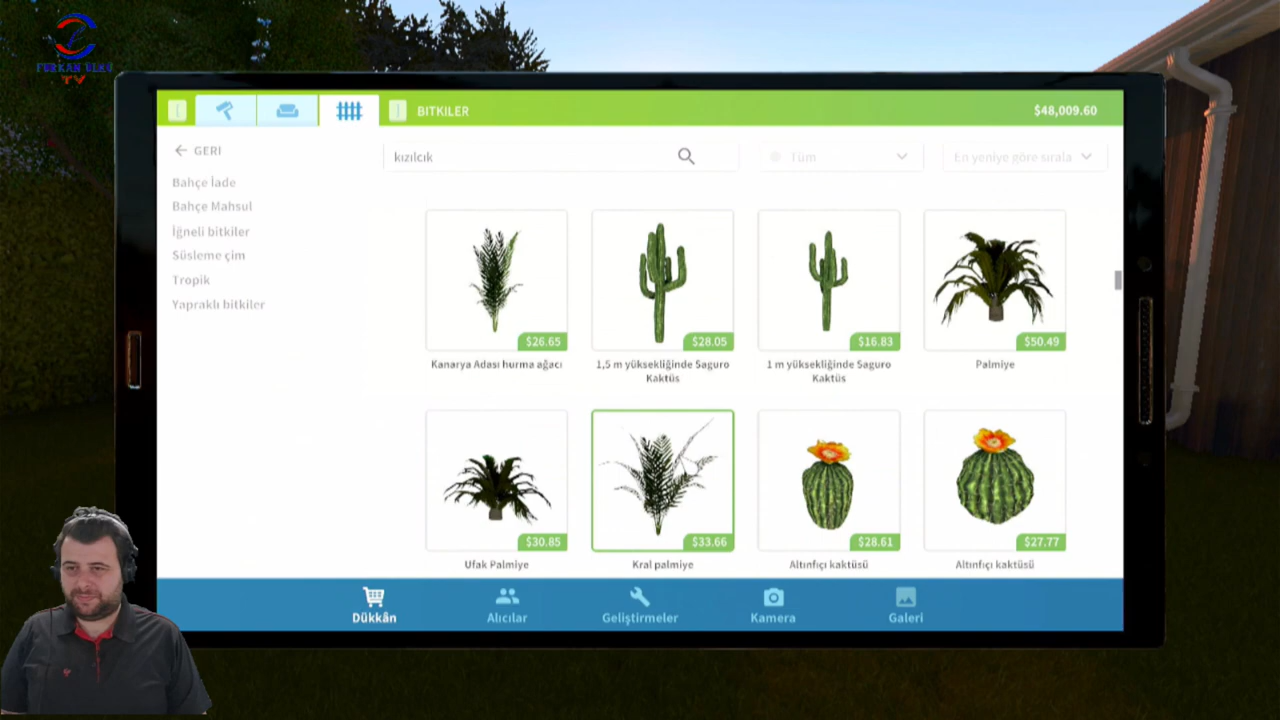 FURKAN ULKU
TV
BITKILER
$48,009.60
GERİ
kızılcık
Tüm
En yeniye göre sırala
Bahçe İade
Bahçe Mahsul
İğneli bitkiler
Süsleme çim
Tropik
Yapraklı bitkiler
$26.65
$28.05
$16.83
$50.49
Kanarya Adası hurma ağacı
1,5 m yüksekliğinde Saguro
Kaktüs
1 m yüksekliğinde Saguro
Kaktüs
Palmiye
$30.85
$33.66
$28.61
$27.77
Ufak Palmiye
Kral palmiye
Altınfıçı kaktüsü
Altınfıçı kaktüsü
Dükkân
Alıcılar
Geliştirmeler
Kamera
Galeri